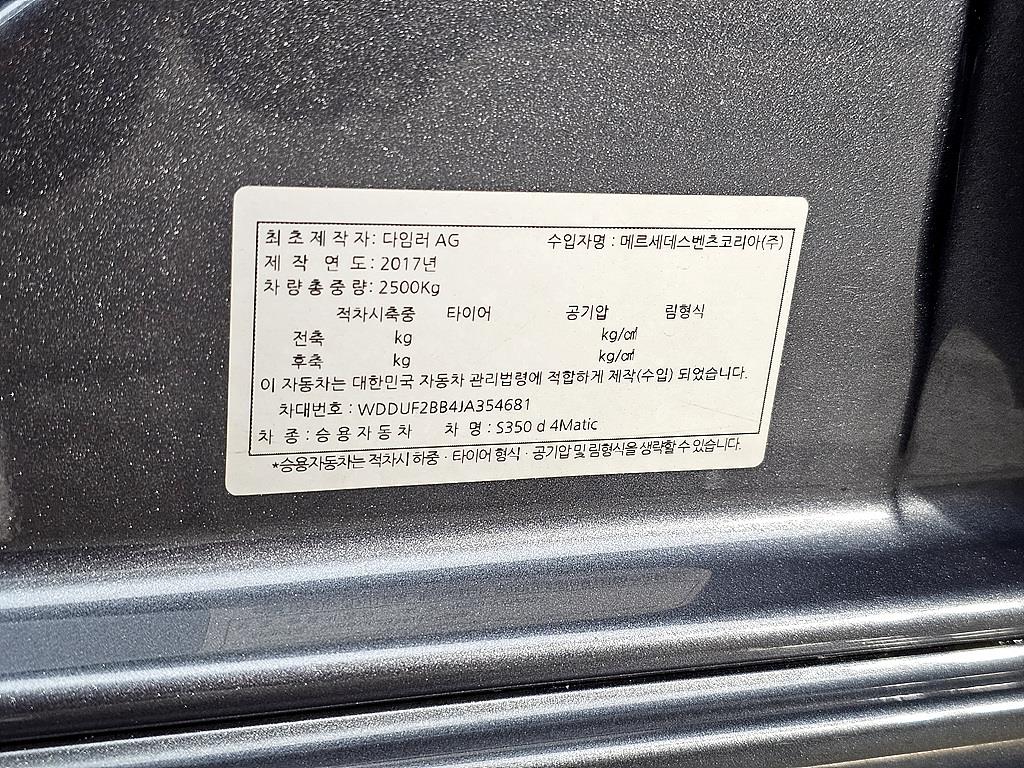 최초제작자: 다임러 AG 수입자명 : 메르세데스벤츠코리아(주)
제 작 연 도: 2017년
차량총중량: 2500Kg
적차시축중 타이어 공기압 림형식
전축 kg kg/㎠
후축 kg kg/㎠
이 자동차는 대한민국 자동차 관리법령에 적합하게 제작(수입) 되었습니다.
차대번호 : WDDUF2BB4JA354681
차 종 : 승용자동차 차 명 : S350 d 4Matic
*승용자동차는 적차시 하중 · 타이어 형식 · 공기압 및 림형식을 생략할 수 있습니다.